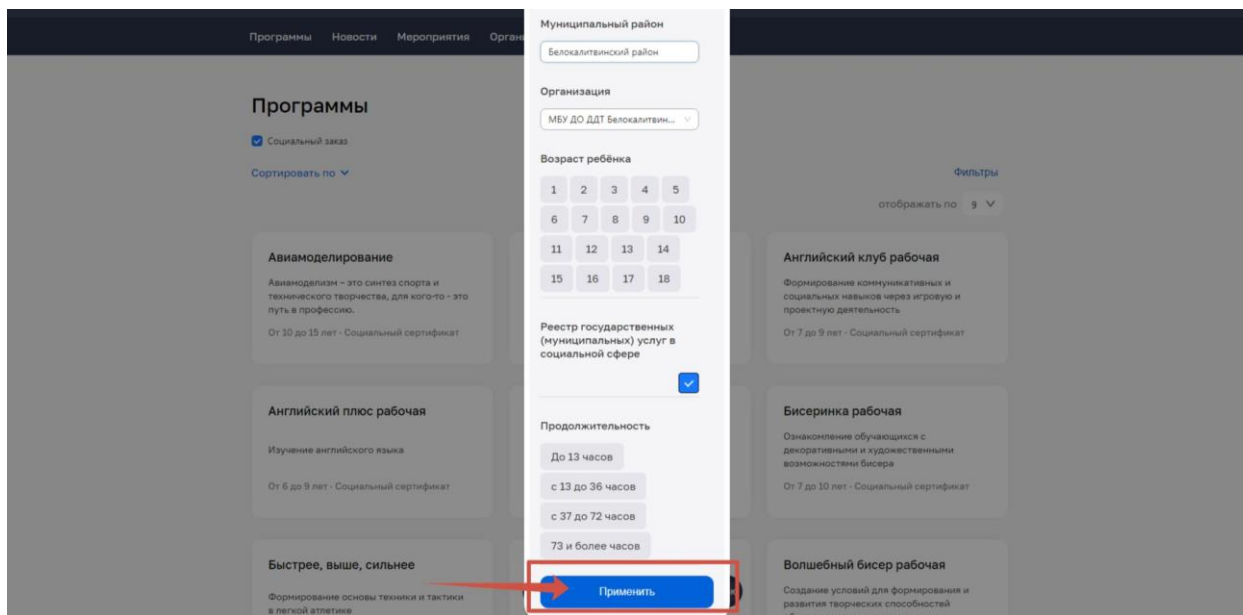 Программы Новости Мероприятия
Программы
Социальный заказ
Сортировать по
Фильтры
отображать по 9
Авиамоделирование
Авиамоделизм – это синтез спорта и
технического творчества, для кого-то - это
путь в профессию.
От 10 до 15 лет · Социальный сертификат
Английский клуб рабочая
Формирование коммуникативных и
социальных навыков через игровую и
проектную деятельность
От 7 до 9 лет · Социальный сертификат
Английский плюс рабочая
Изучение английского языка
От 6 до 9 лет · Социальный сертификат
Бисеринка рабочая
Ознакомление обучающихся с
декоративными и художественными
возможностями бисера
От 7 до 10 лет · Социальный сертификат
Быстрее, выше, сильнее
Формирование основы техники и тактики
в легкой атлетике
Волшебный бисер рабочая
Создание условий для формирования и
развития творческих способностей
Муниципальный район
Белокалитвинский район
Организация
МБУ ДО ДДТ Белокалитвин...
Возраст ребёнка
1 2 3 4 5
6 7 8 9 10
11 12 13 14
15 16 17 18
Реестр государственных
(муниципальных) услуг в
социальной сфере
Продолжительность
До 13 часов
с 13 до 36 часов
с 37 до 72 часов
73 и более часов
Применить